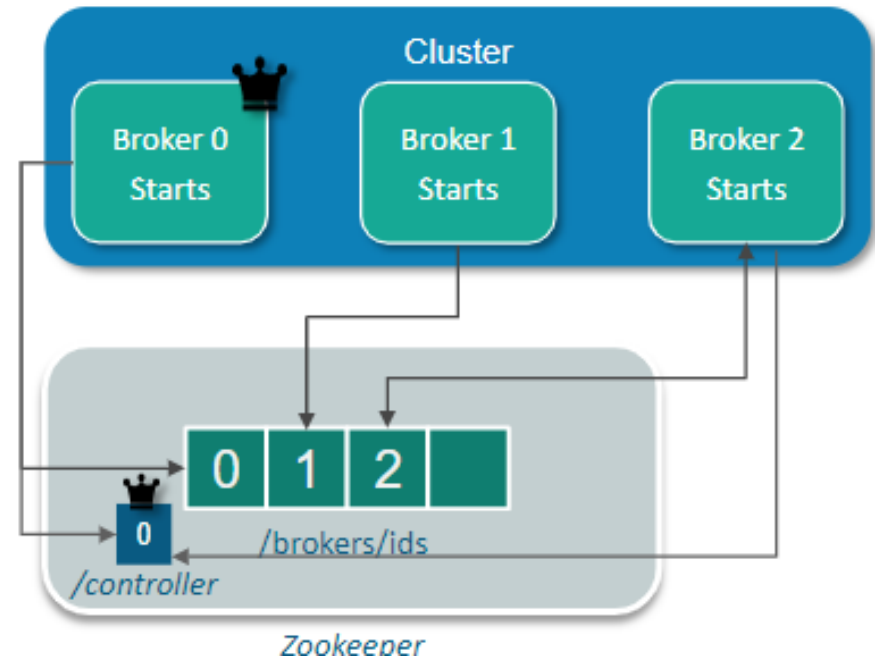 Cluster
Broker 0
Starts
Broker 1
Starts
Broker 2
Starts
0
1
2
0
/brokers/ids
/controller
Zookeeper